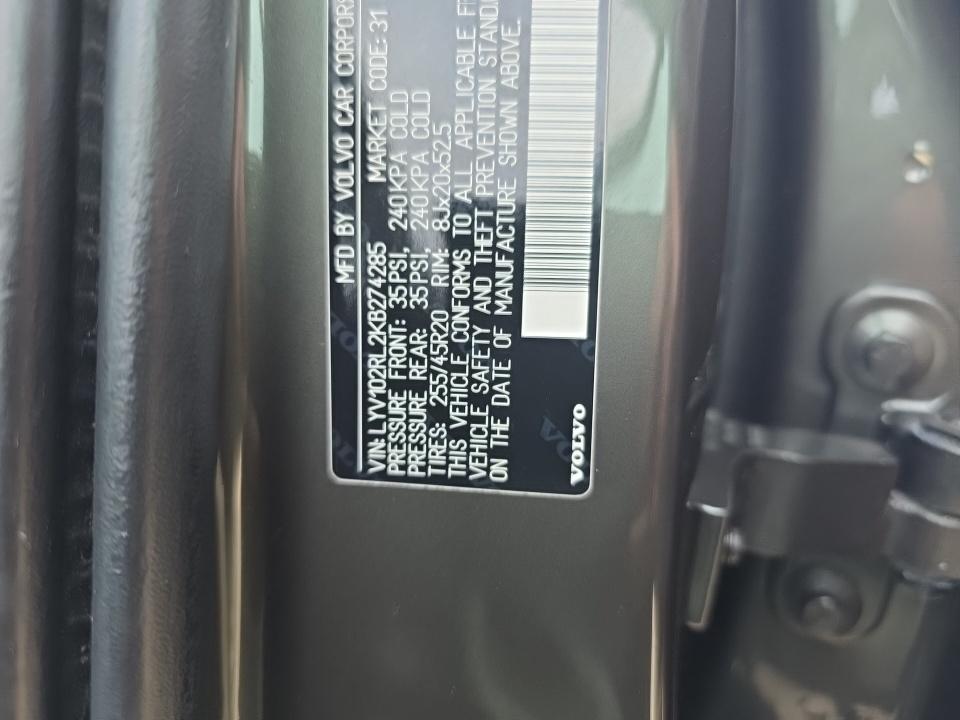 MFD BY VOLVO CAR CORPORS
VIN: LYV102RL2KB274285 MARKET CODE: 31
PRESSURE FRONT: 35PSI, 240KPA COLD
PRESSURE REAR: 35PSI, 240KPA COLD
TIRES: 255/45R20 RIM: 8Jx20x52.5
THIS VEHICLE CONFORMS TO ALL APPLICABLE
VEHICLE SAFETY AND THEFT PREVENTION
ON THE DATE OF MANUFACTURE SHOWN ABOVE.
VOLVO